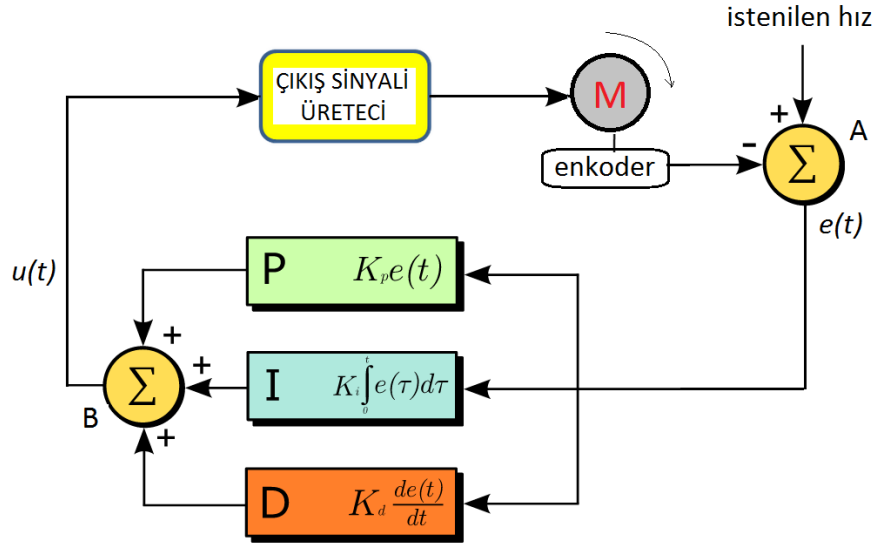 istenilen hız
ÇIKIŞ SİNYALİ
ÜRETECİ
M
+
A
-
Σ
enkoder
e(t)
u(t)
P K_p e(t)
+
+
Σ
I K_i ∫_0^t e(τ)dτ
B
+
D K_d de(t)/dt